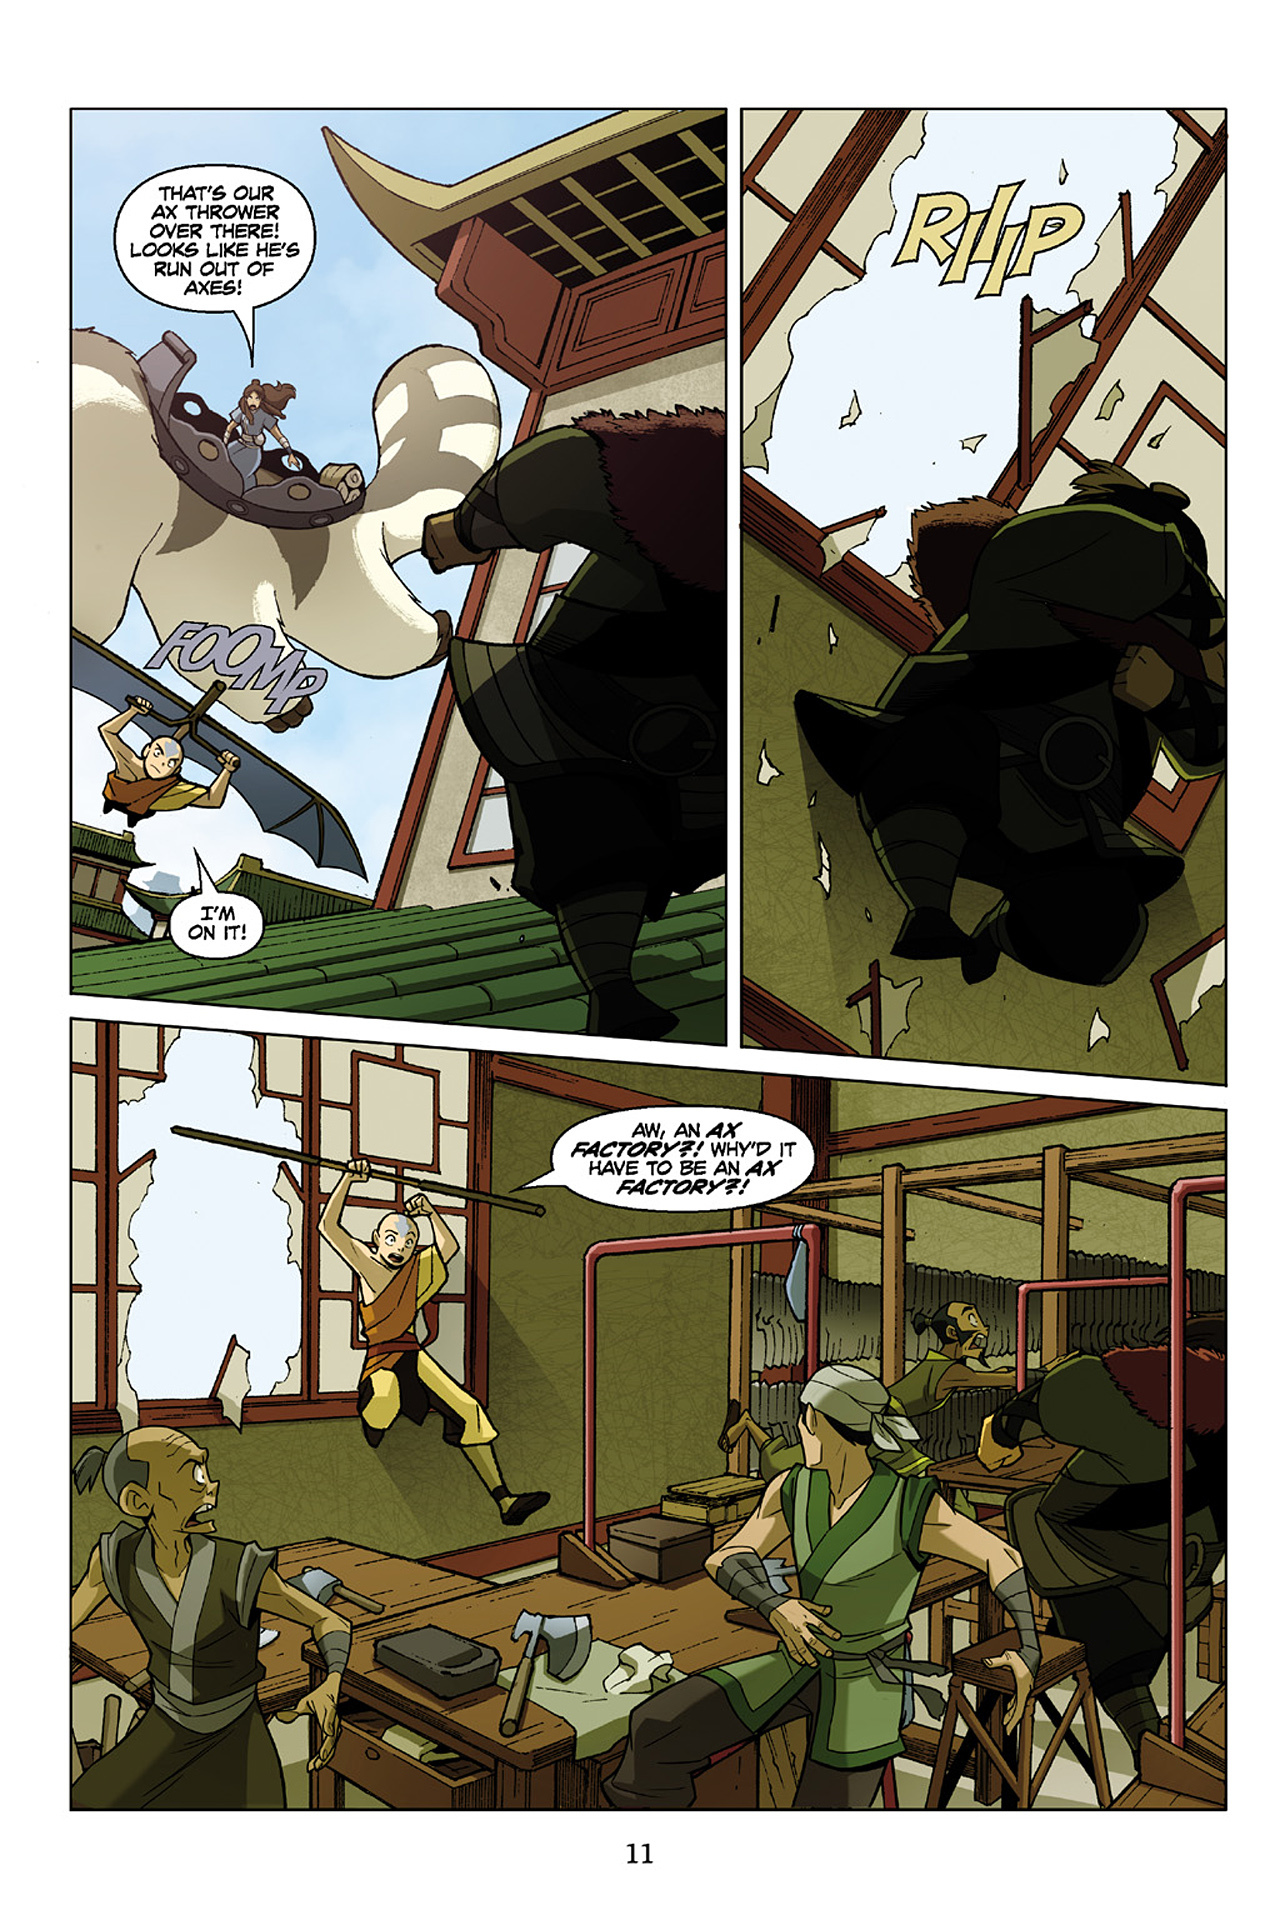 THAT'S OUR
AX THROWER
OVER THERE!
LOOKS LIKE HE'S
RUN OUT OF
AXES!
FOOMP
I'M
ON IT!
RIIIP
AW, AN AX
FACTORY?! WHY'D IT
HAVE TO BE AN AX
FACTORY?!
11